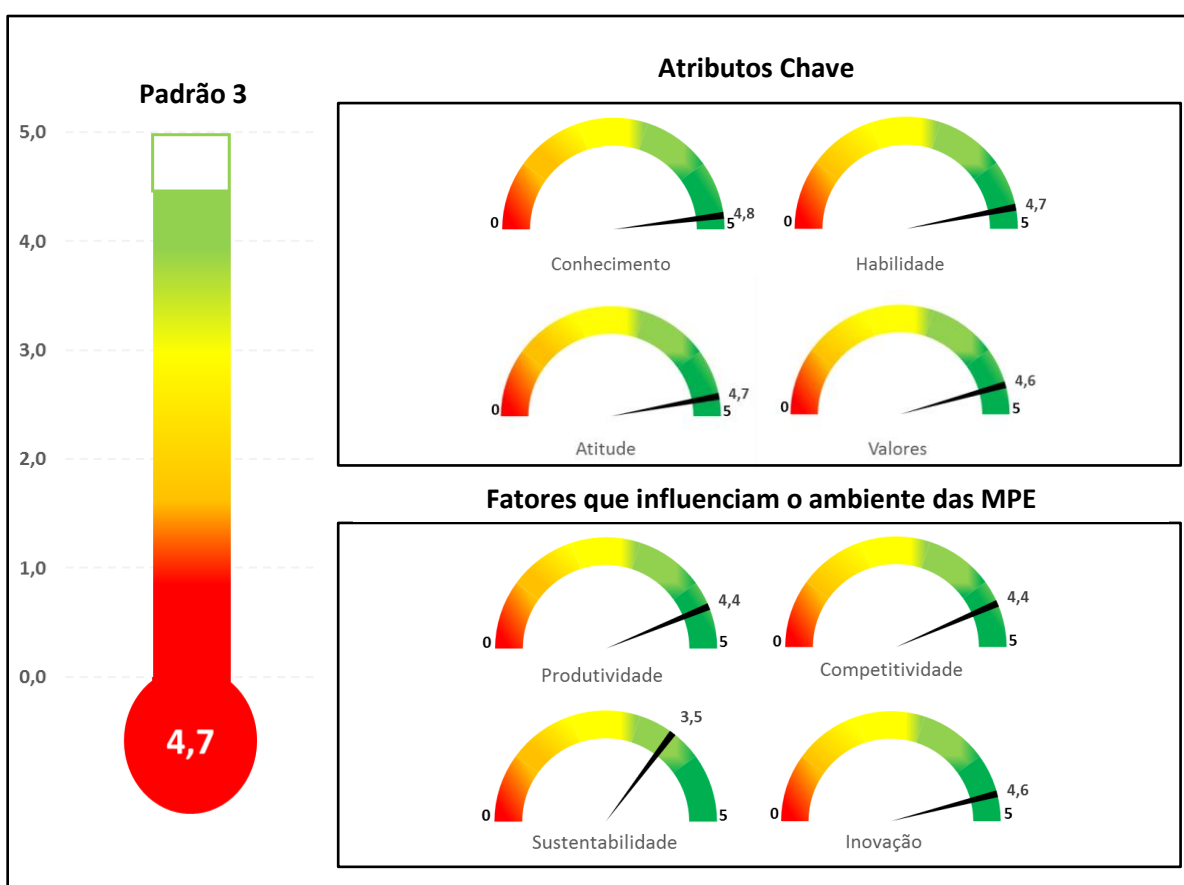 Padrão 3
5,0
4,0
3,0
2,0
1,0
0,0
4,7
Atributos Chave
0
4,8
5
Conhecimento
0
4,7
5
Habilidade
0
4,7
5
Atitude
0
4,6
5
Valores
Fatores que influenciam o ambiente das MPE
0
4,4
5
Produtividade
0
4,4
5
Competitividade
0
3,5
5
Sustentabilidade
0
4,6
5
Inovação